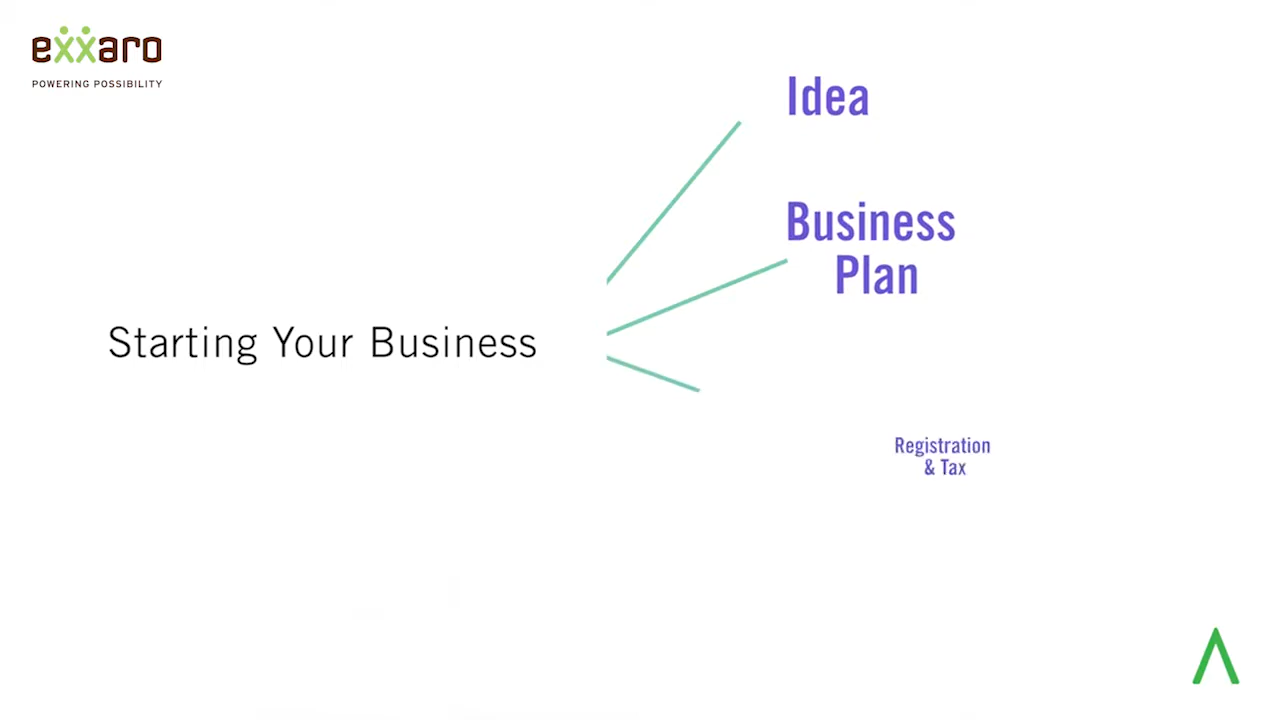 exxaro
POWERING POSSIBILITY
Idea
Business
Plan
Starting Your Business
Registration
& Tax